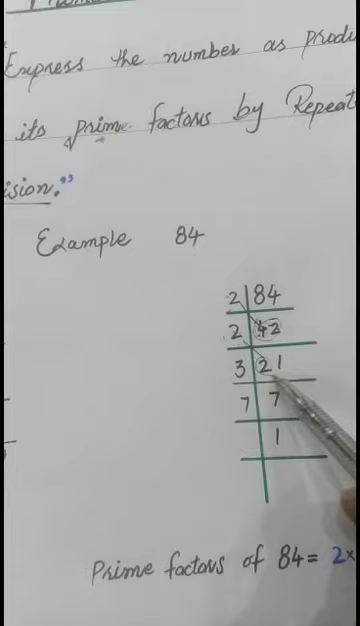 Express the number as produ
its prime factors by Repeat
ision."
Example 84
2 84
2 42
3 21
7 7
1
Prime factors of 84 = 2×